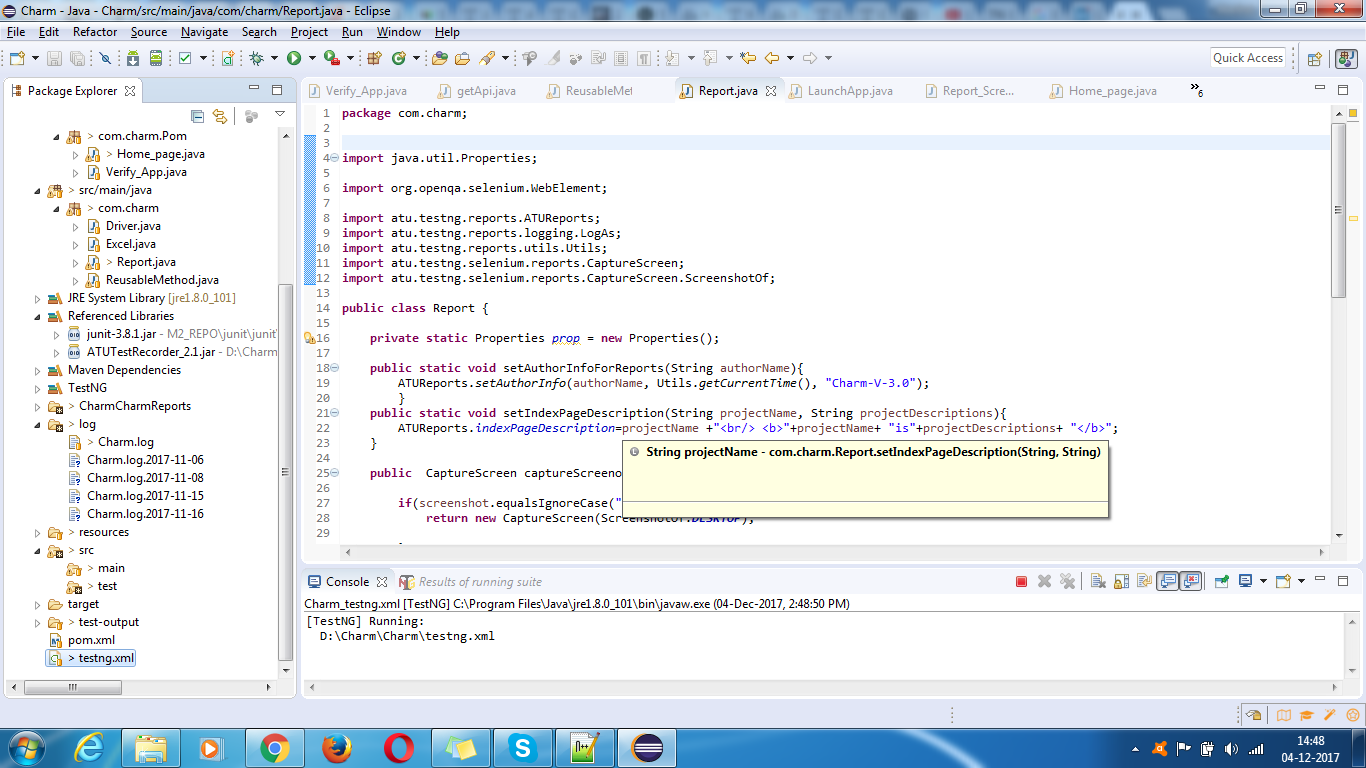 Charm - Java - Charm/src/main/java/com/charm/Report.java - Eclipse
File Edit Refactor Source Navigate Search Project Run Window Help
Quick Access
Package Explorer
> com.charm.Pom
> Home_page.java
Verify_App.java
> src/main/java
> com.charm
Driver.java
Excel.java
> Report.java
ReusableMethod.java
JRE System Library [jre1.8.0_101]
Referenced Libraries
junit-3.8.1.jar - M2_REPO\junit\junit\
ATUTestRecorder_2.1.jar - D:\Charm
Maven Dependencies
TestNG
> CharmCharmReports
> log
> Charm.log
Charm.log.2017-11-06
Charm.log.2017-11-08
Charm.log.2017-11-15
Charm.log.2017-11-16
> resources
> src
> main
> test
target
> test-output
pom.xml
> testng.xml
Verify_App.java getApi.java ReusableMet Report.java LaunchApp.java Report_Scre... Home_page.java »6
1 package com.charm;
2
3
4 import java.util.Properties;
5
6 import org.openqa.selenium.WebElement;
7
8 import atu.testng.reports.ATUReports;
9 import atu.testng.reports.logging.LogAs;
10 import atu.testng.reports.utils.Utils;
11 import atu.testng.selenium.reports.CaptureScreen;
12 import atu.testng.selenium.reports.CaptureScreen.ScreenshotOf;
13
14 public class Report {
15
16 private static Properties prop = new Properties();
17
18 public static void setAuthorInfoForReports(String authorName){
19 ATUReports.setAuthorInfo(authorName, Utils.getCurrentTime(), "Charm-V-3.0");
20 }
21 public static void setIndexPageDescription(String projectName, String projectDescriptions){
22 ATUReports.indexPageDescription=projectName +"<br/> <b>"+projectName+ "is"+projectDescriptions+ "</b>";
23 }
24
25 public CaptureScreen captureScreeno
26
27 if(screenshot.equalsIgnoreCase("
28 return new CaptureScreen(ScreenshotOf.DESKTOP);
29
String projectName - com.charm.Report.setIndexPageDescription(String, String)
Console Results of running suite
Charm_testng.xml [TestNG] C:\Program Files\Java\jre1.8.0_101\bin\javaw.exe (04-Dec-2017, 2:48:50 PM)
[TestNG] Running:
D:\Charm\Charm\testng.xml
14:48
04-12-2017